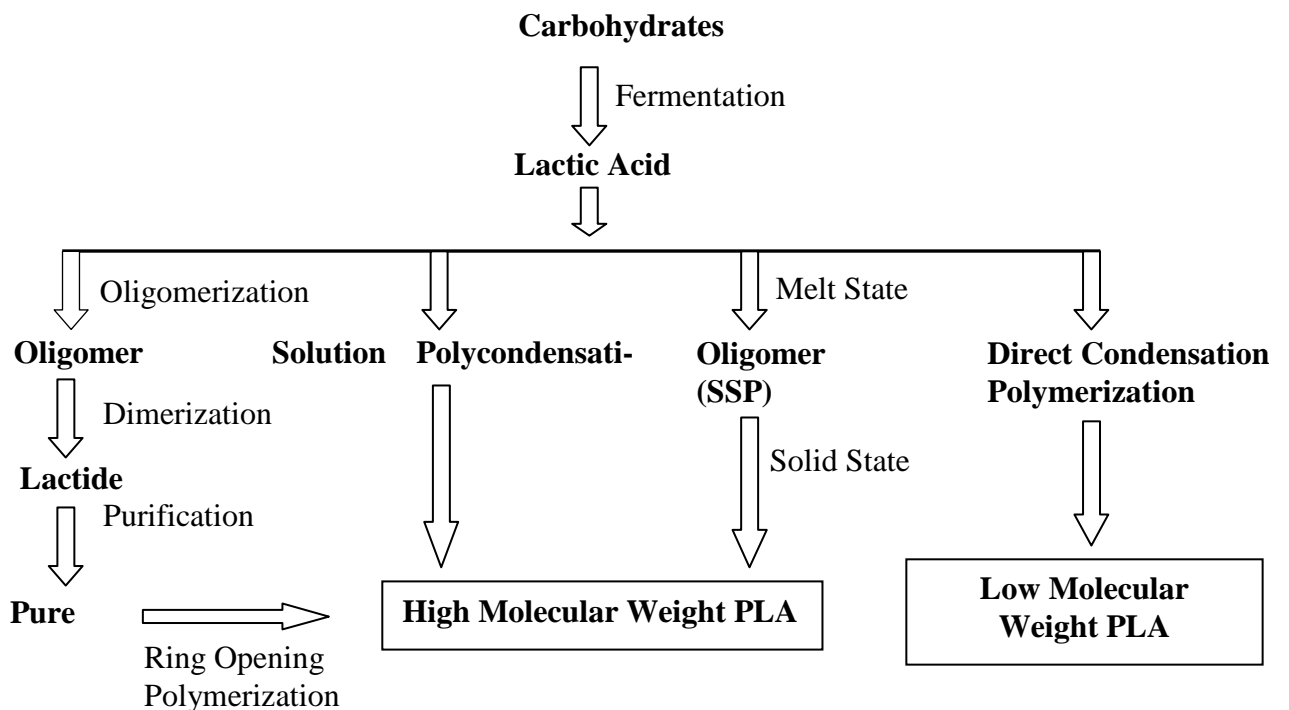 Carbohydrates
Fermentation
Lactic Acid
Oligomerization
Melt State
Oligomer
Solution Polycondensati-
Oligomer
(SSP)
Direct Condensation
Polymerization
Dimerization
Solid State
Lactide
Purification
Pure
High Molecular Weight PLA
Low Molecular
Weight PLA
Ring Opening
Polymerization